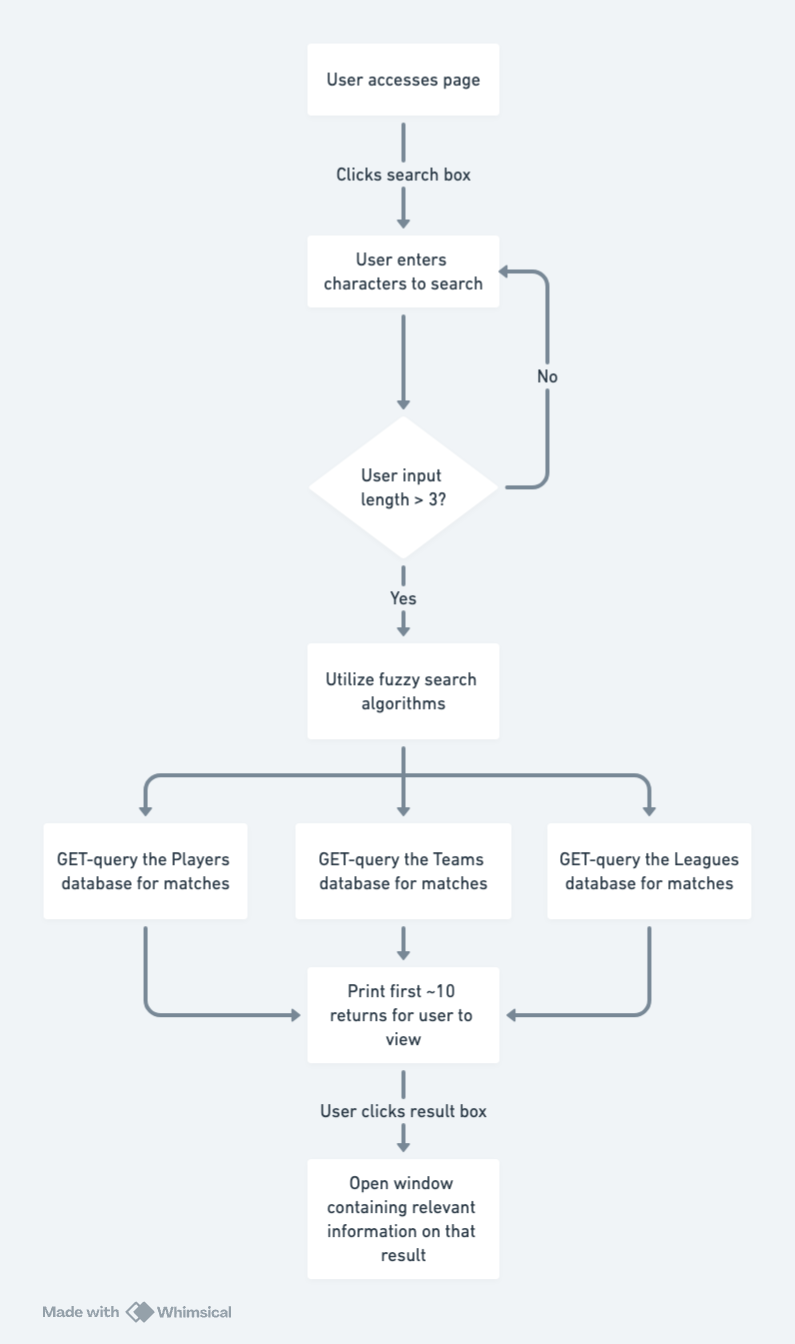 User accesses page
Clicks search box
User enters
characters to search
No
User input
length > 3?
Yes
Utilize fuzzy search
algorithms
GET-query the Players
database for matches
GET-query the Teams
database for matches
GET-query the Leagues
database for matches
Print first ~10
returns for user to
view
User clicks result box
Open window
containing relevant
information on that
result
Made with Whimsical